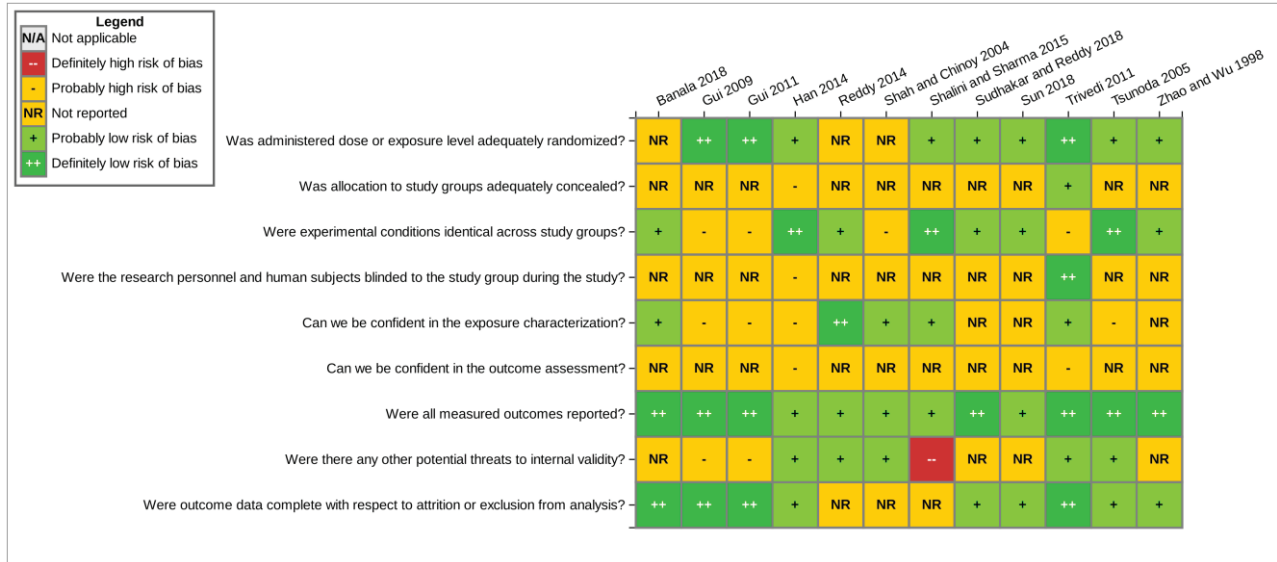 Legend
N/A Not applicable
-- Definitely high risk of bias
- Probably high risk of bias
NR Not reported
+ Probably low risk of bias
++ Definitely low risk of bias
Banala 2018 Gui 2009 Gui 2011 Han 2014 Reddy 2014 Shah and Chinoy 2004 Shalini and Sharma 2015 Sudhakar and Reddy 2018 Sun 2018 Trivedi 2011 Tsunoda 2005 Zhao and Wu 1998
Was administered dose or exposure level adequately randomized? NR ++ ++ + NR NR + + + ++ + +
Was allocation to study groups adequately concealed? NR NR NR - NR NR NR NR NR + NR NR
Were experimental conditions identical across study groups? + - - ++ + - ++ + + - ++ +
Were the research personnel and human subjects blinded to the study group during the study? NR NR NR - NR NR NR NR NR ++ NR NR
Can we be confident in the exposure characterization? + - - - ++ + + NR NR + - NR
Can we be confident in the outcome assessment? NR NR NR - NR NR NR NR NR - NR NR
Were all measured outcomes reported? ++ ++ ++ + + + + ++ + ++ ++ ++
Were there any other potential threats to internal validity? NR - - + + + -- NR NR + + NR
Were outcome data complete with respect to attrition or exclusion from analysis? ++ ++ ++ + NR NR NR + + ++ + +